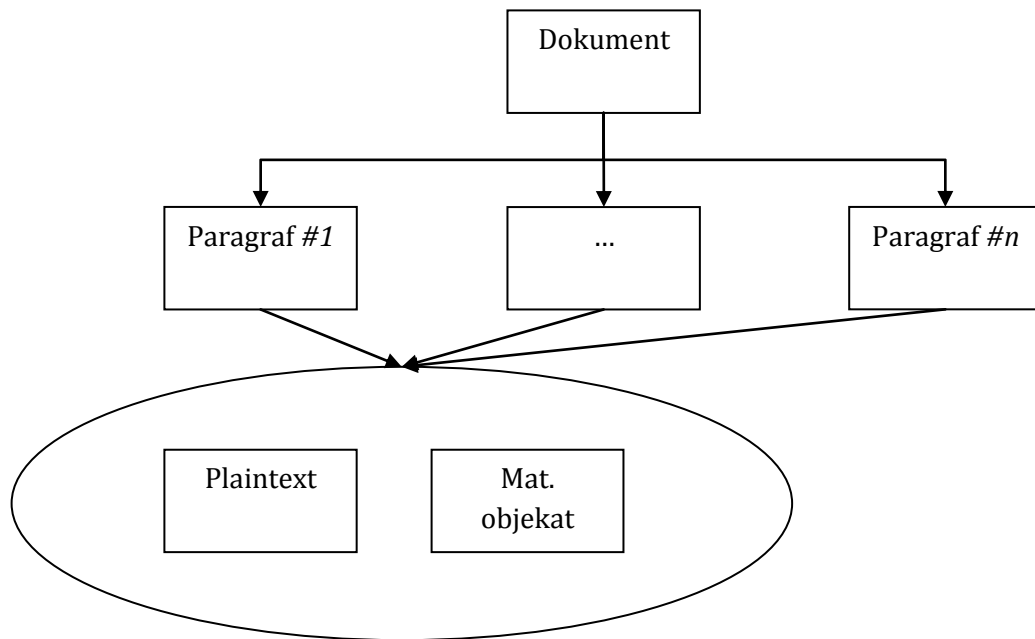 Dokument
Paragraf #1
...
Paragraf #n
Plaintext
Mat.
objekat